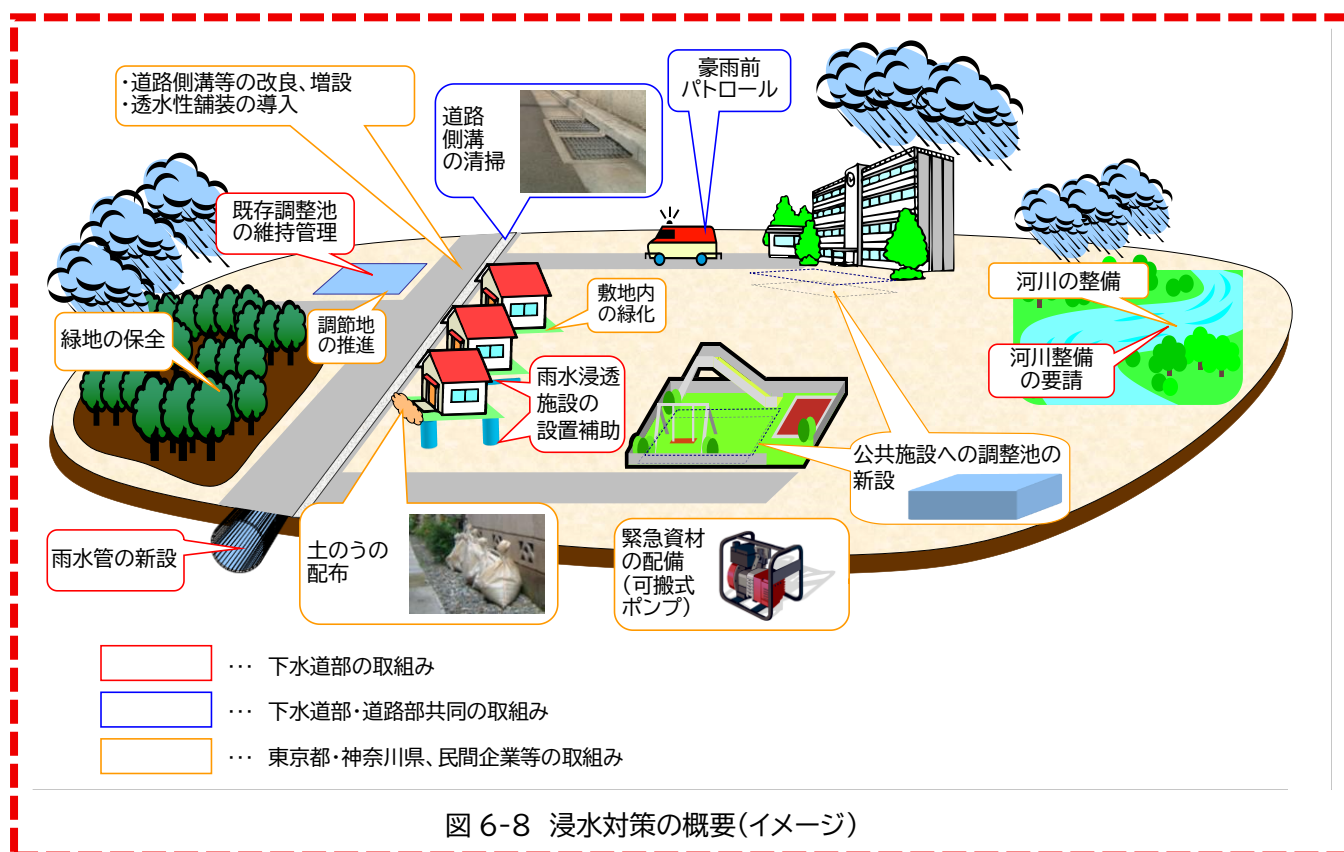 ・道路側溝等の改良、増設
・透水性舗装の導入
道路
側溝
の清掃
豪雨前
パトロール
既存調整池
の維持管理
調節地
の推進
緑地の保全
敷地内
の緑化
河川の整備
河川整備
の要請
雨水浸透
施設の
設置補助
公共施設への調整池の
新設
雨水管の新設
土のうの
配布
緊急資材
の配備
(可搬式
ポンプ)
… 下水道部の取組み
… 下水道部・道路部共同の取組み
… 東京都・神奈川県、民間企業等の取組み
図 6-8 浸水対策の概要(イメージ)